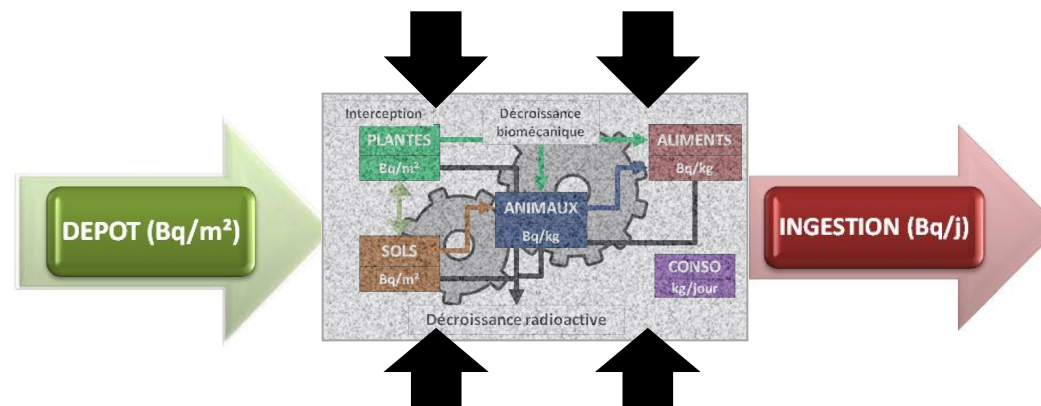 DEPOT (Bq/m²)
Interception
PLANTES
Bq/m²
Décroissance
biomécanique
ALIMENTS
Bq/kg
ANIMAUX
Bq/kg
SOLS
Bq/m²
CONSO
kg/jour
Décroissance radioactive
INGESTION (Bq/j)